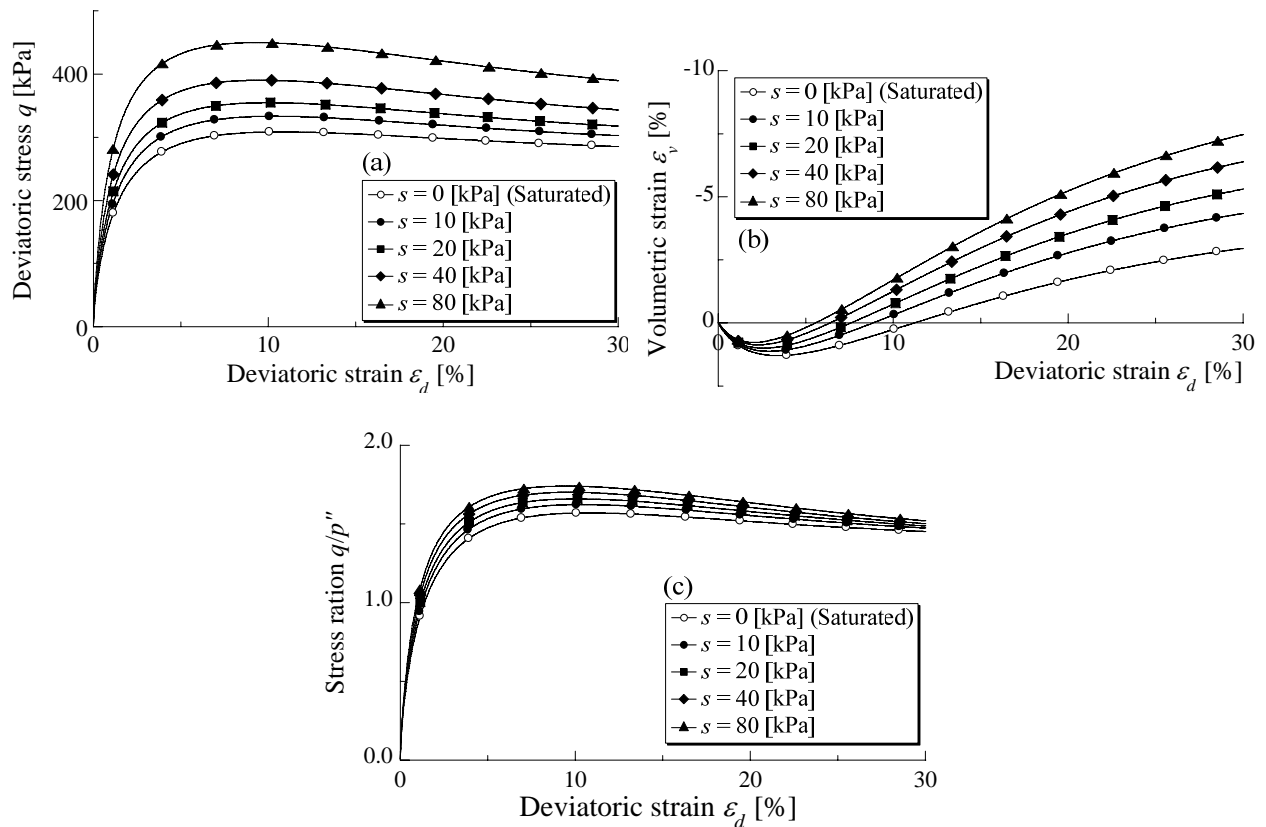 Deviatoric stress q [kPa]
400
200
0
0
10
20
30
Deviatoric strain ε_d [%]
(a)
s = 0 [kPa] (Saturated)
s = 10 [kPa]
s = 20 [kPa]
s = 40 [kPa]
s = 80 [kPa]
Volumetric strain ε_v [%]
-10
-5
0
0
10
20
30
Deviatoric strain ε_d [%]
s = 0 [kPa] (Saturated)
s = 10 [kPa]
s = 20 [kPa]
s = 40 [kPa]
s = 80 [kPa]
(b)
Stress ration q/p"
2.0
1.0
0.0
0
10
20
30
Deviatoric strain ε_d [%]
(c)
s = 0 [kPa] (Saturated)
s = 10 [kPa]
s = 20 [kPa]
s = 40 [kPa]
s = 80 [kPa]